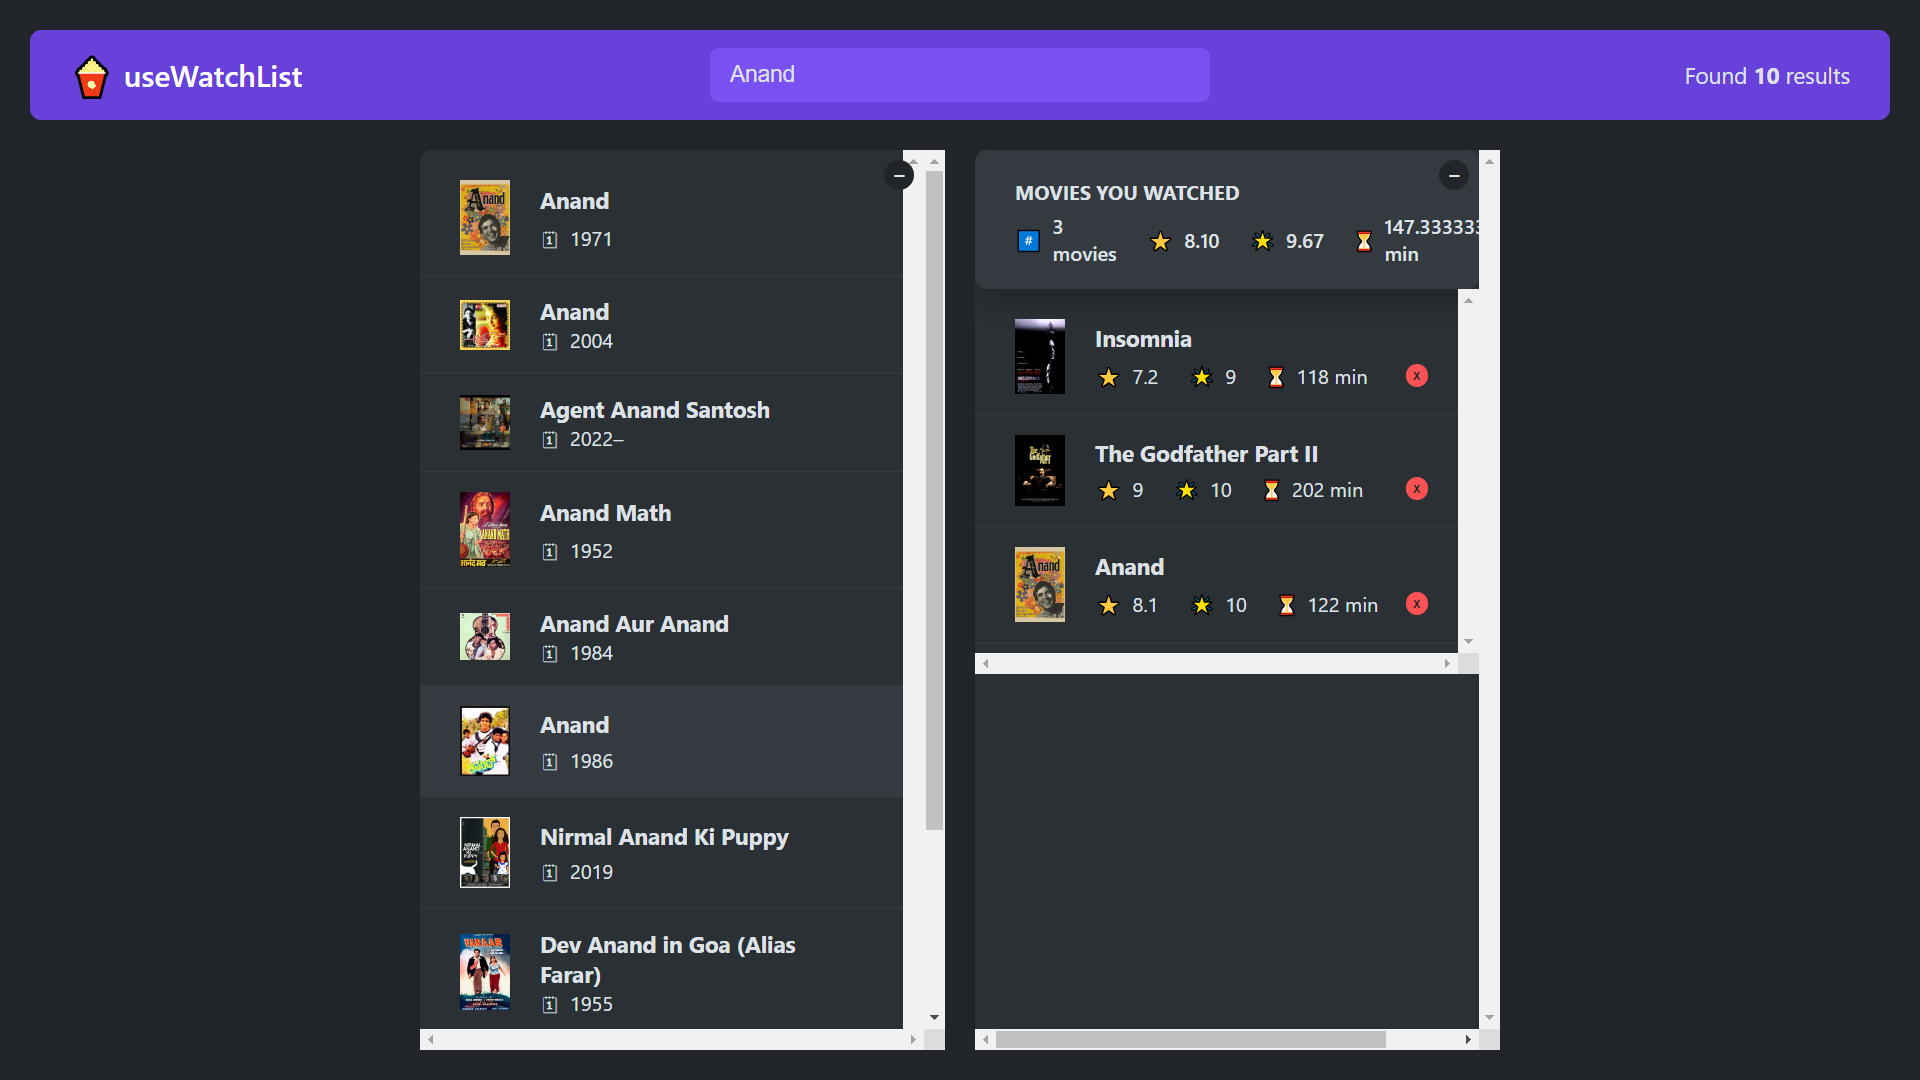 useWatchList
Anand
Found 10 results
Anand
1971
Anand
2004
Agent Anand Santosh
2022–
Anand Math
1952
Anand Aur Anand
1984
Anand
1986
Nirmal Anand Ki Puppy
2019
Dev Anand in Goa (Alias
Farar)
1955
MOVIES YOU WATCHED
3
movies
8.10
9.67
147.333333
min
Insomnia
7.2 9 118 min x
The Godfather Part II
9 10 202 min x
Anand
8.1 10 122 min x